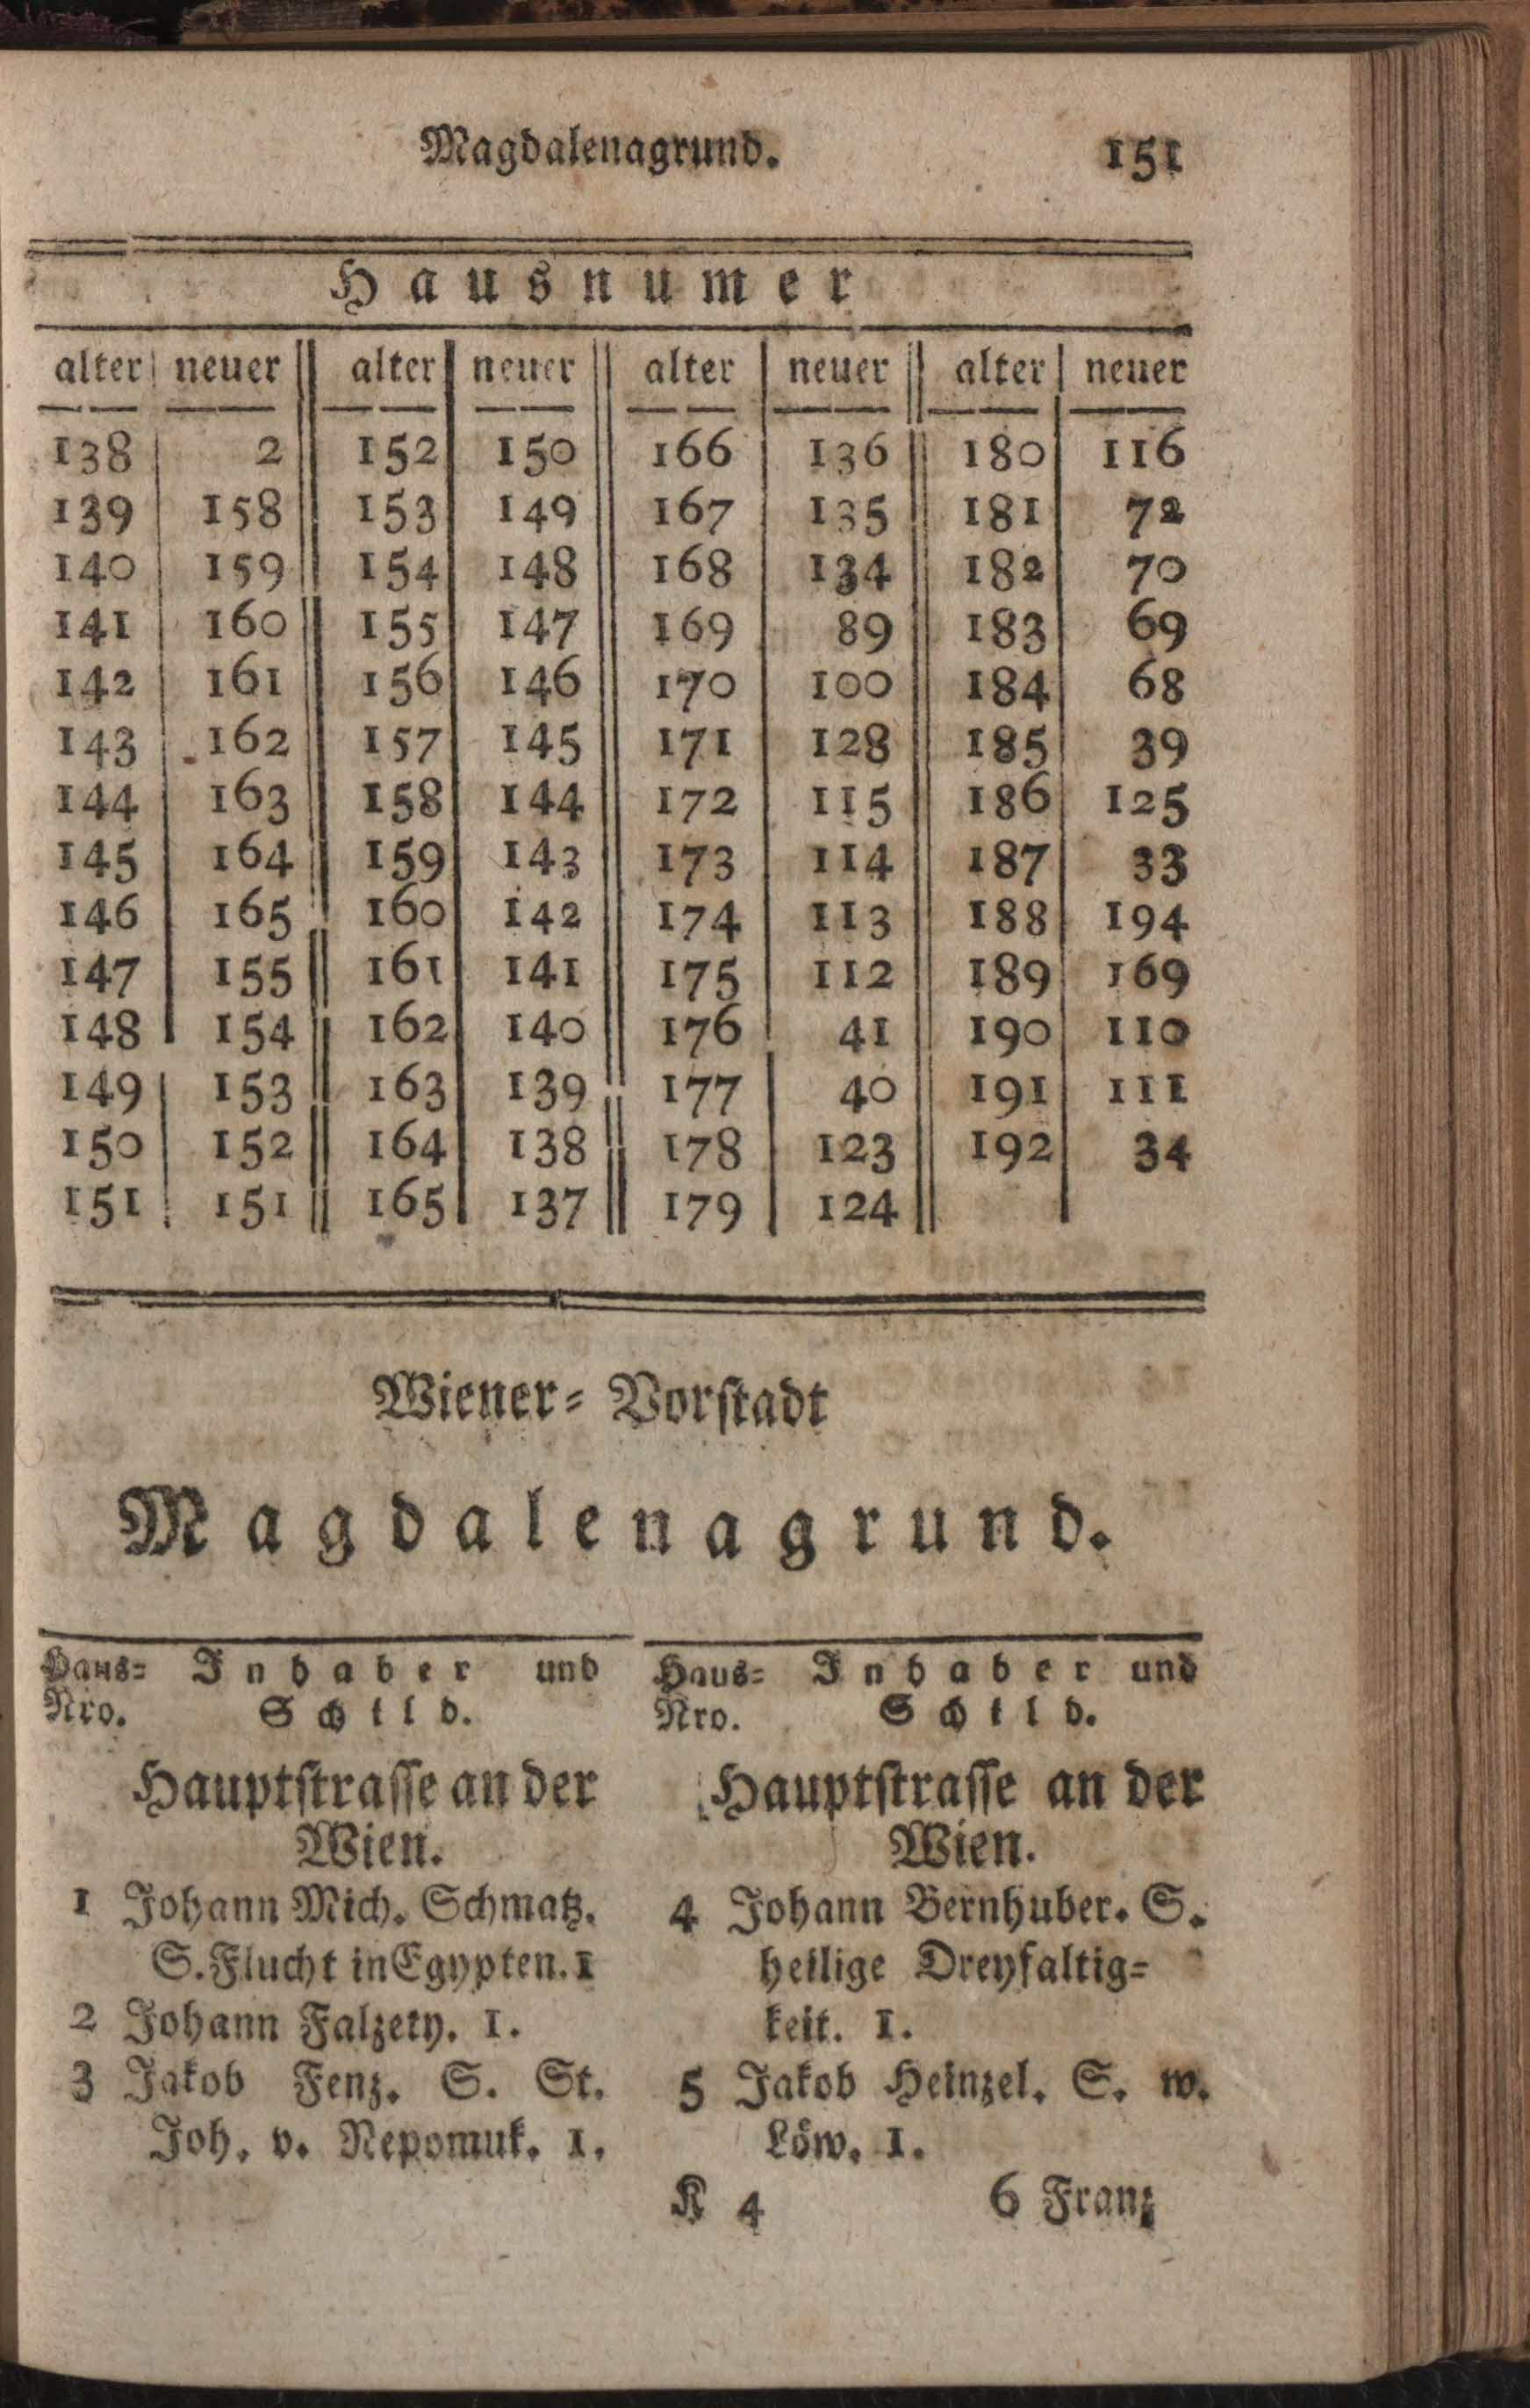 Magdalenagrund. 151
Hausnumer
alter neuer alter neuer alter neuer alter neuer
138 2 152 150 166 136 180 116
139 158 153 149 167 135 181 72
140 159 154 148 168 134 182 70
141 160 155 147 169 89 183 69
142 161 156 146 170 100 184 68
143 162 157 145 171 128 185 39
144 163 158 144 172 115 186 125
145 164 159 143 173 114 187 33
146 165 160 142 174 113 188 194
147 155 161 141 175 112 189 169
148 154 162 140 176 41 190 110
149 153 163 139 177 40 191 111
150 152 164 138 178 123 192 34
151 151 165 137 179 124
Wiener- Vorstadt
Magdalenagrund.
Haus- Inhaber und
Nro. Schild.
Hauptstrasse an der
Wien.
1 Johann Mich. Schmatz.
S. Flucht in Egypten. 1
2 Johann Falzety. 1.
3 Jakob Fenz. S. St.
Joh. v. Nepomuk. 1.
Haus- Inhaber und
Nro. Schild.
Hauptstrasse an der
Wien.
4 Johann Bernhuber. S.
heilige Dreyfaltig-
keit. 1.
5 Jakob Heinzel. S. w.
Löw. 1.
K 4 6 Franz